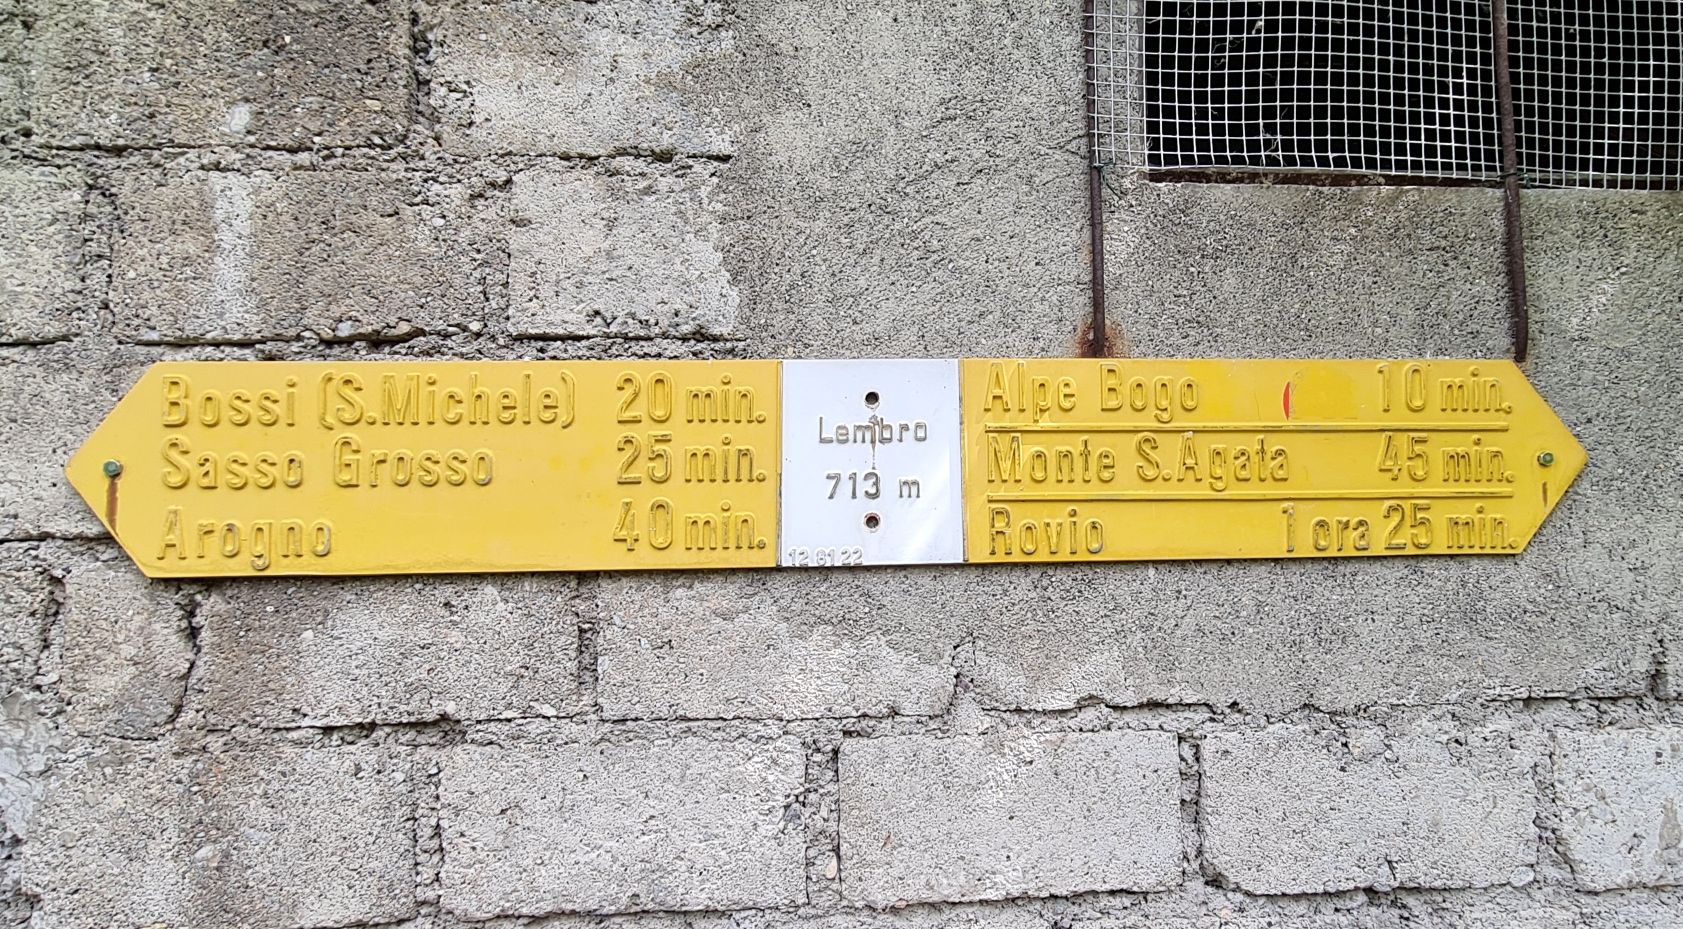 Bossi (S.Michele) 20 min.
Sasso Grosso 25 min.
Arogno 40 min.
Lembro
713 m
12 81 22
Alpe Bogo 10 min.
Monte S.Agata 45 min.
Rovio 1 ora 25 min.